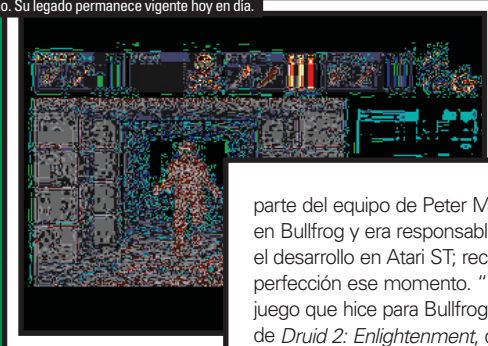 o. Su legado permanece vigente hoy en día.
parte del equipo de Peter M
en Bullfrog y era responsabl
el desarrollo en Atari ST; rec
perfección ese momento. “
juego que hice para Bullfrog
de Druid 2: Enlightenment, c